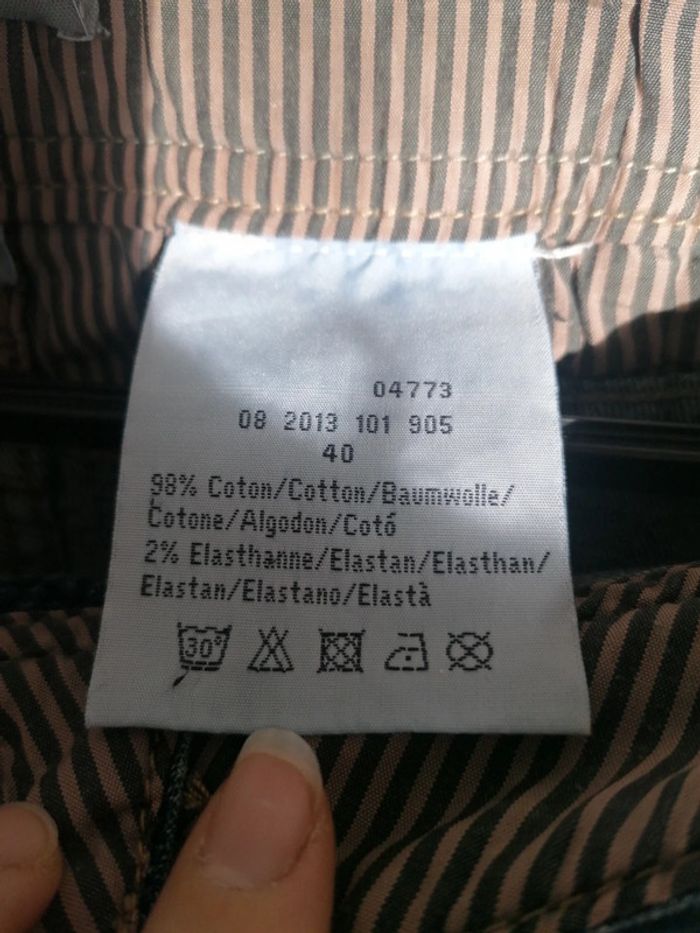 04773
08 2013 101 905
40
98% Coton/Cotton/Baumwolle/
Cotone/Algodon/Cotó
2% Elasthanne/Elastan/Elasthan/
Elastan/Elastano/Elastà
30°